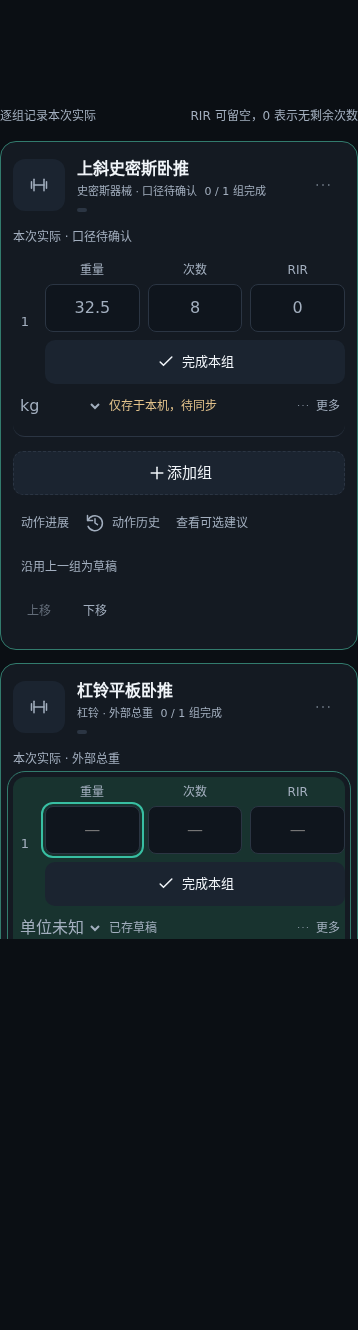 逐组记录本次实际 RIR 可留空，0 表示无剩余次数
上斜史密斯卧推
史密斯器械 · 口径待确认 0 / 1 组完成
···
本次实际 · 口径待确认
重量 次数 RIR
1 32.5 8 0
完成本组
kg 仅存于本机，待同步 ··· 更多
添加组
动作进展 动作历史 查看可选建议
沿用上一组为草稿
上移 下移
杠铃平板卧推
杠铃 · 外部总重 0 / 1 组完成
···
本次实际 · 外部总重
重量 次数 RIR
1 — — —
完成本组
单位未知 已存草稿 ··· 更多